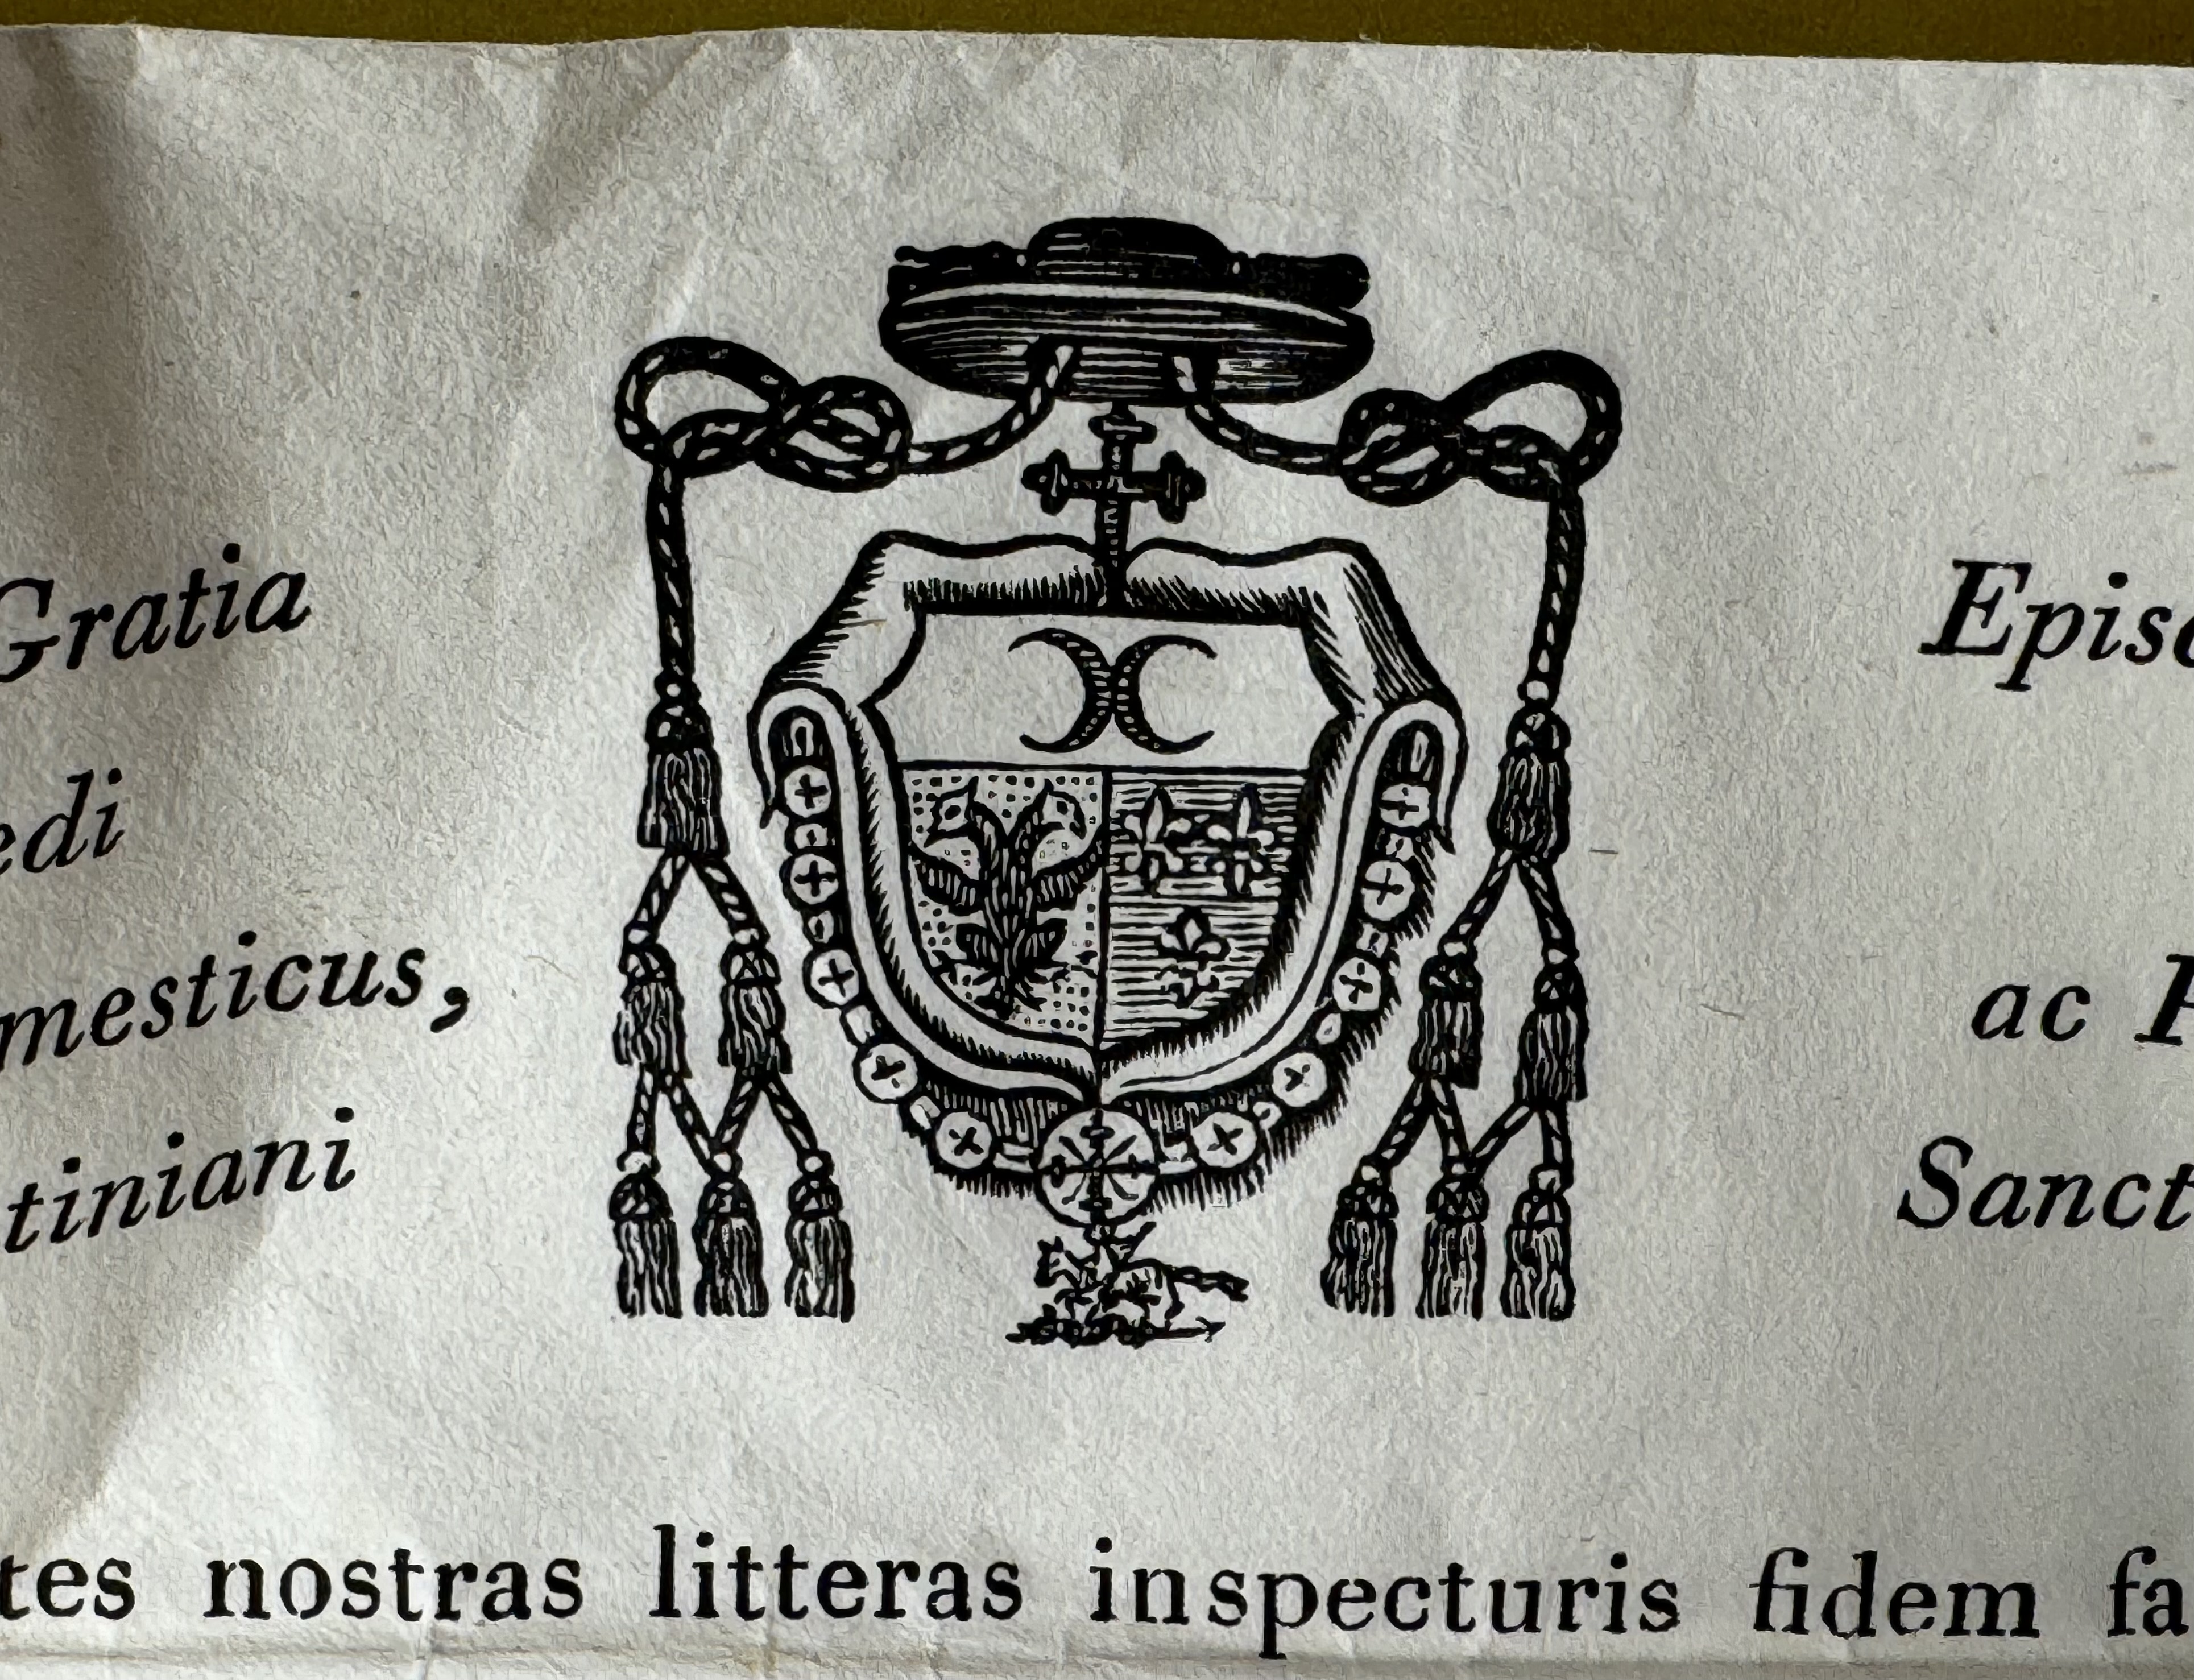 Gratia Episc
edi
mesticus, ac P
tiniani Sanct
tes nostras litteras inspecturis fidem fa